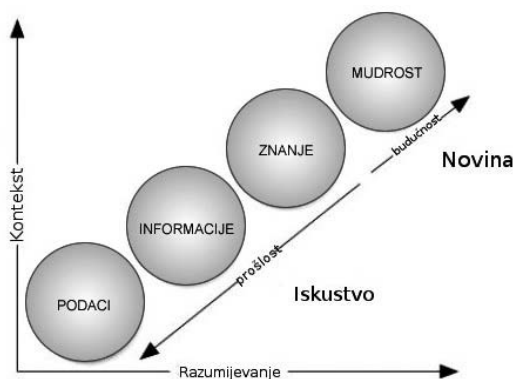 MUDROST
budućnost
ZNANJE
Novina
Kontekst
INFORMACIJE
prošlost
Iskustvo
PODACI
Razumijevanje